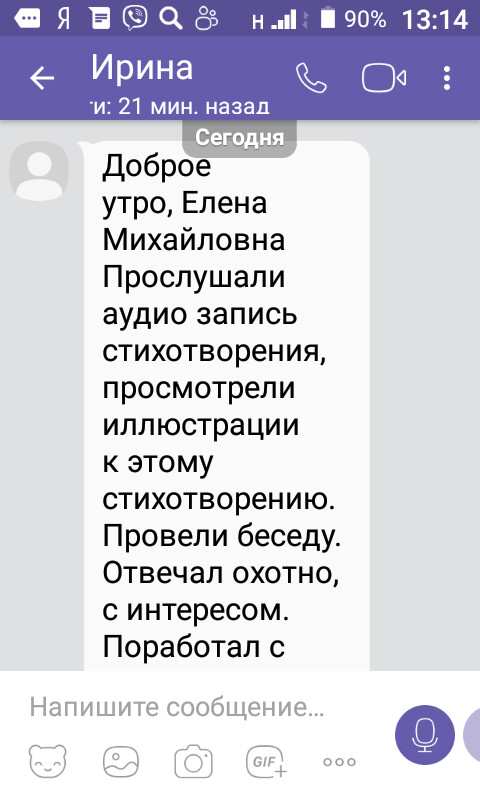 Я н 90% 13:14
Ирина
ти: 21 мин. назад
Сегодня
Доброе
утро, Елена
Михайловна
Прослушали
аудио запись
стихотворения,
просмотрели
иллюстрации
к этому
стихотворению.
Провели беседу.
Отвечал охотно,
с интересом.
Поработал с
Напишите сообщение...
GIF